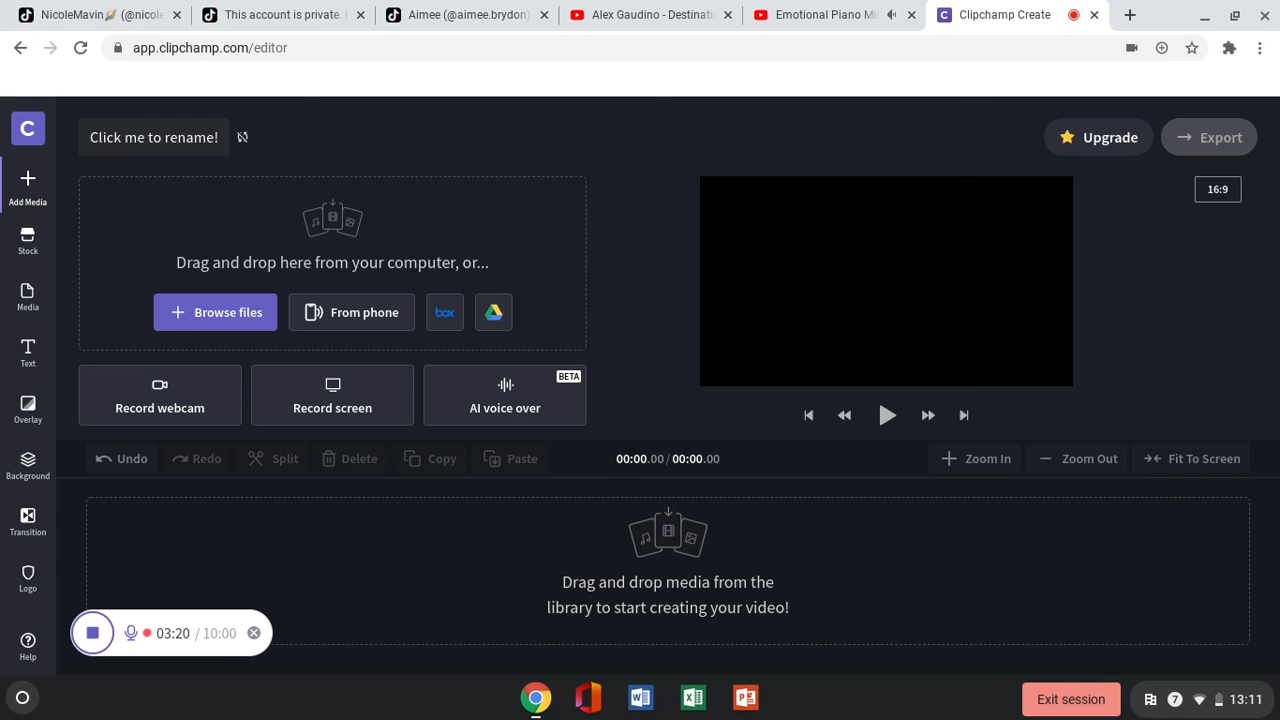 NicoleMavin🪐 (@nicole
This account is private.
Aimee (@aimee.brydon)
Alex Gaudino - Destinati
Emotional Piano Mu
Clipchamp Create
app.clipchamp.com/editor
C
Click me to rename!
Upgrade
Export
Add Media
Stock
Media
Text
Overlay
Background
Transition
Logo
Help
Drag and drop here from your computer, or...
Browse files
From phone
box
Record webcam
Record screen
BETA
AI voice over
16:9
Undo
Redo
Split
Delete
Copy
Paste
00:00.00 / 00:00.00
Zoom In
Zoom Out
Fit To Screen
Drag and drop media from the
library to start creating your video!
03:20 / 10:00
Exit session
7
13:11